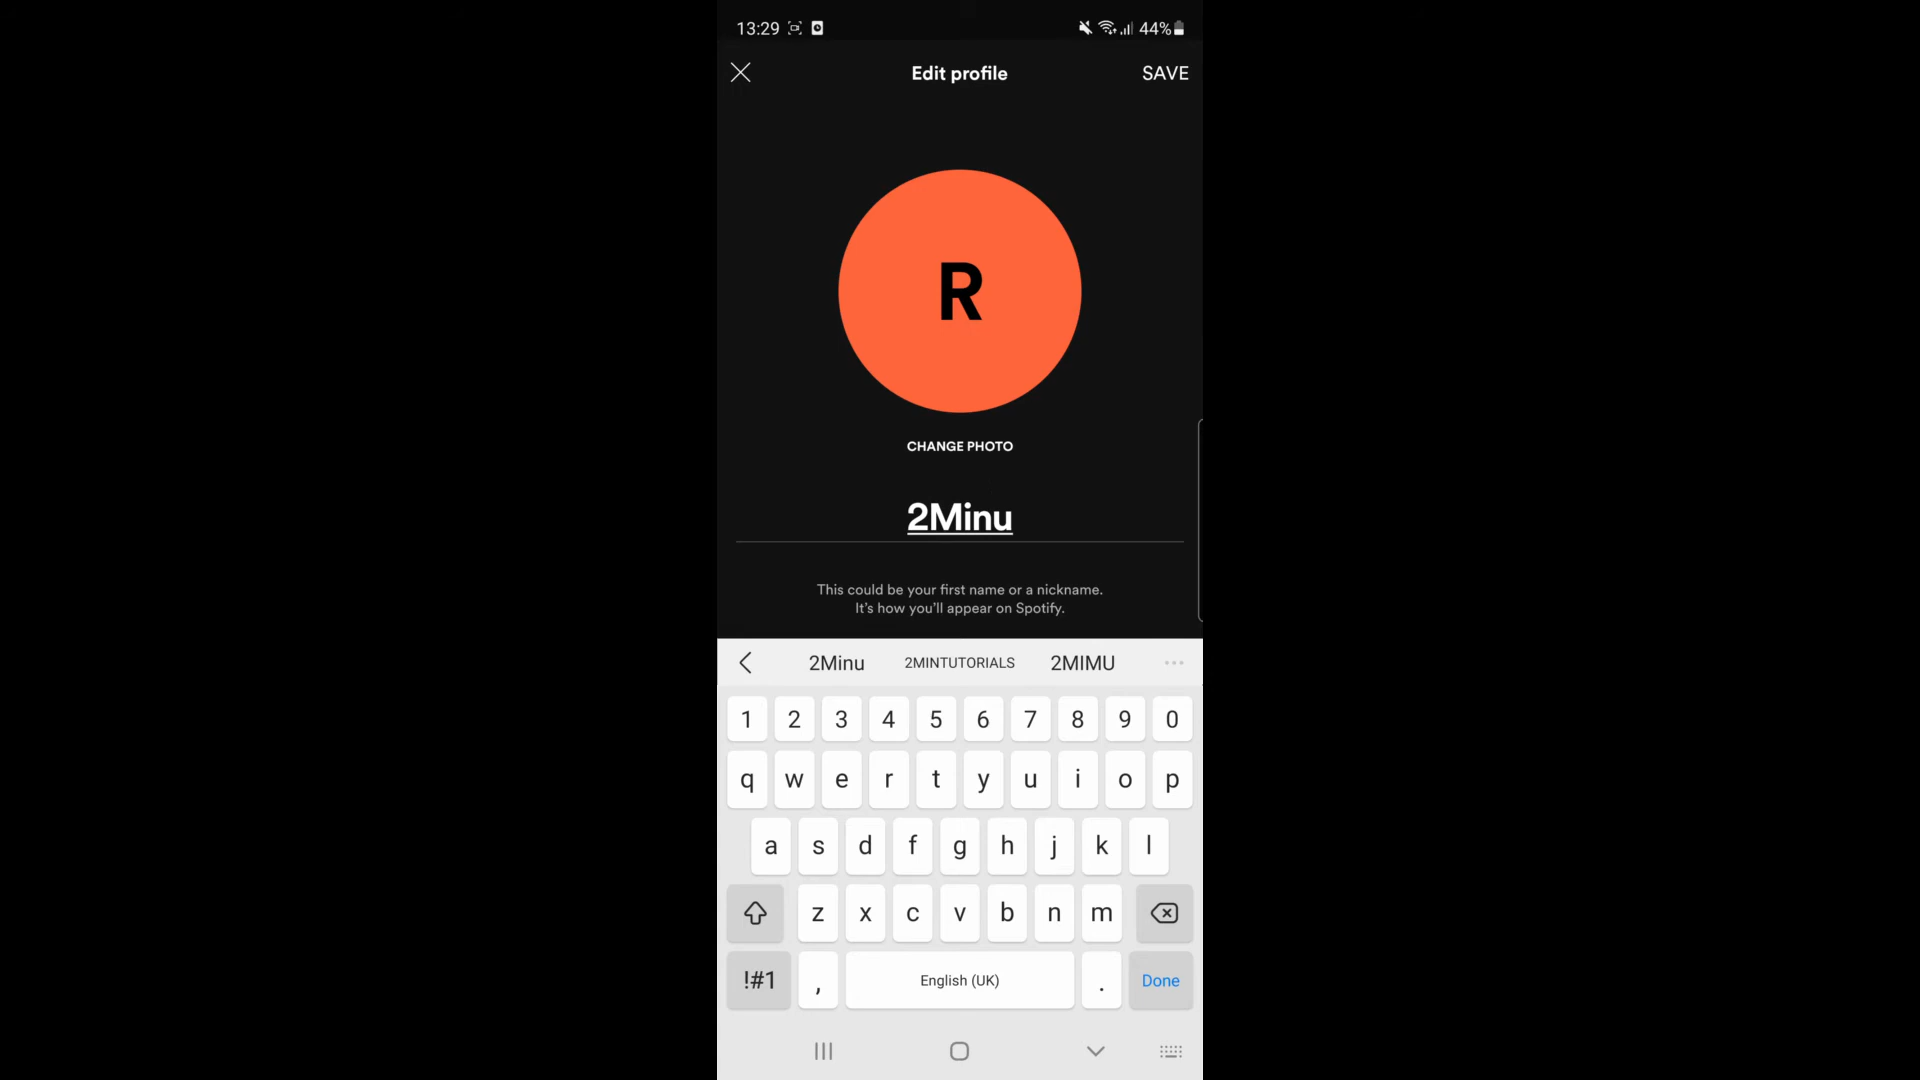 13:29 44%
Edit profile SAVE
R
CHANGE PHOTO
2Minu
This could be your first name or a nickname.
It's how you'll appear on Spotify.
2Minu 2MINTUTORIALS 2MIMU
1 2 3 4 5 6 7 8 9 0
q w e r t y u i o p
a s d f g h j k l
z x c v b n m
!#1 , English (UK) . Done